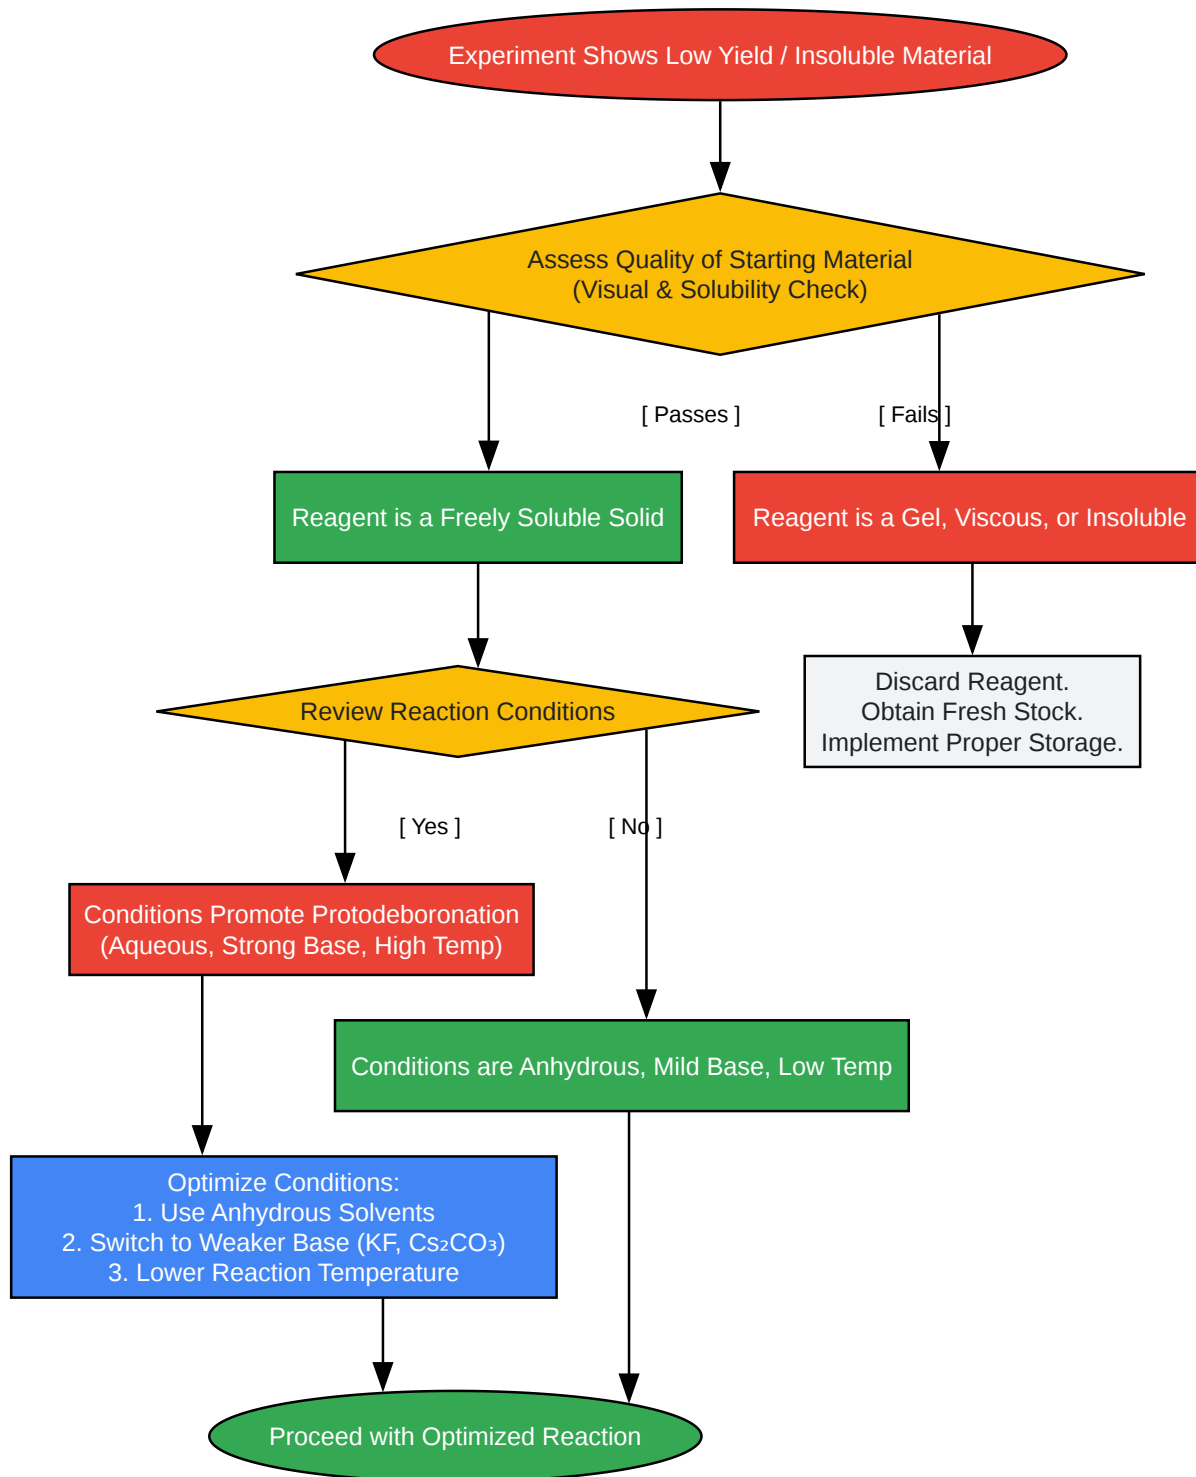 Experiment Shows Low Yield / Insoluble Material
Assess Quality of Starting Material
(Visual & Solubility Check)
[ Passes ]
[ Fails ]
Reagent is a Freely Soluble Solid
Reagent is a Gel, Viscous, or Insoluble
Review Reaction Conditions
Discard Reagent.
Obtain Fresh Stock.
Implement Proper Storage.
[ Yes ]
[ No ]
Conditions Promote Protodeboronation
(Aqueous, Strong Base, High Temp)
Conditions are Anhydrous, Mild Base, Low Temp
Optimize Conditions:
1. Use Anhydrous Solvents
2. Switch to Weaker Base (KF, Cs₂CO₃)
3. Lower Reaction Temperature
Proceed with Optimized Reaction